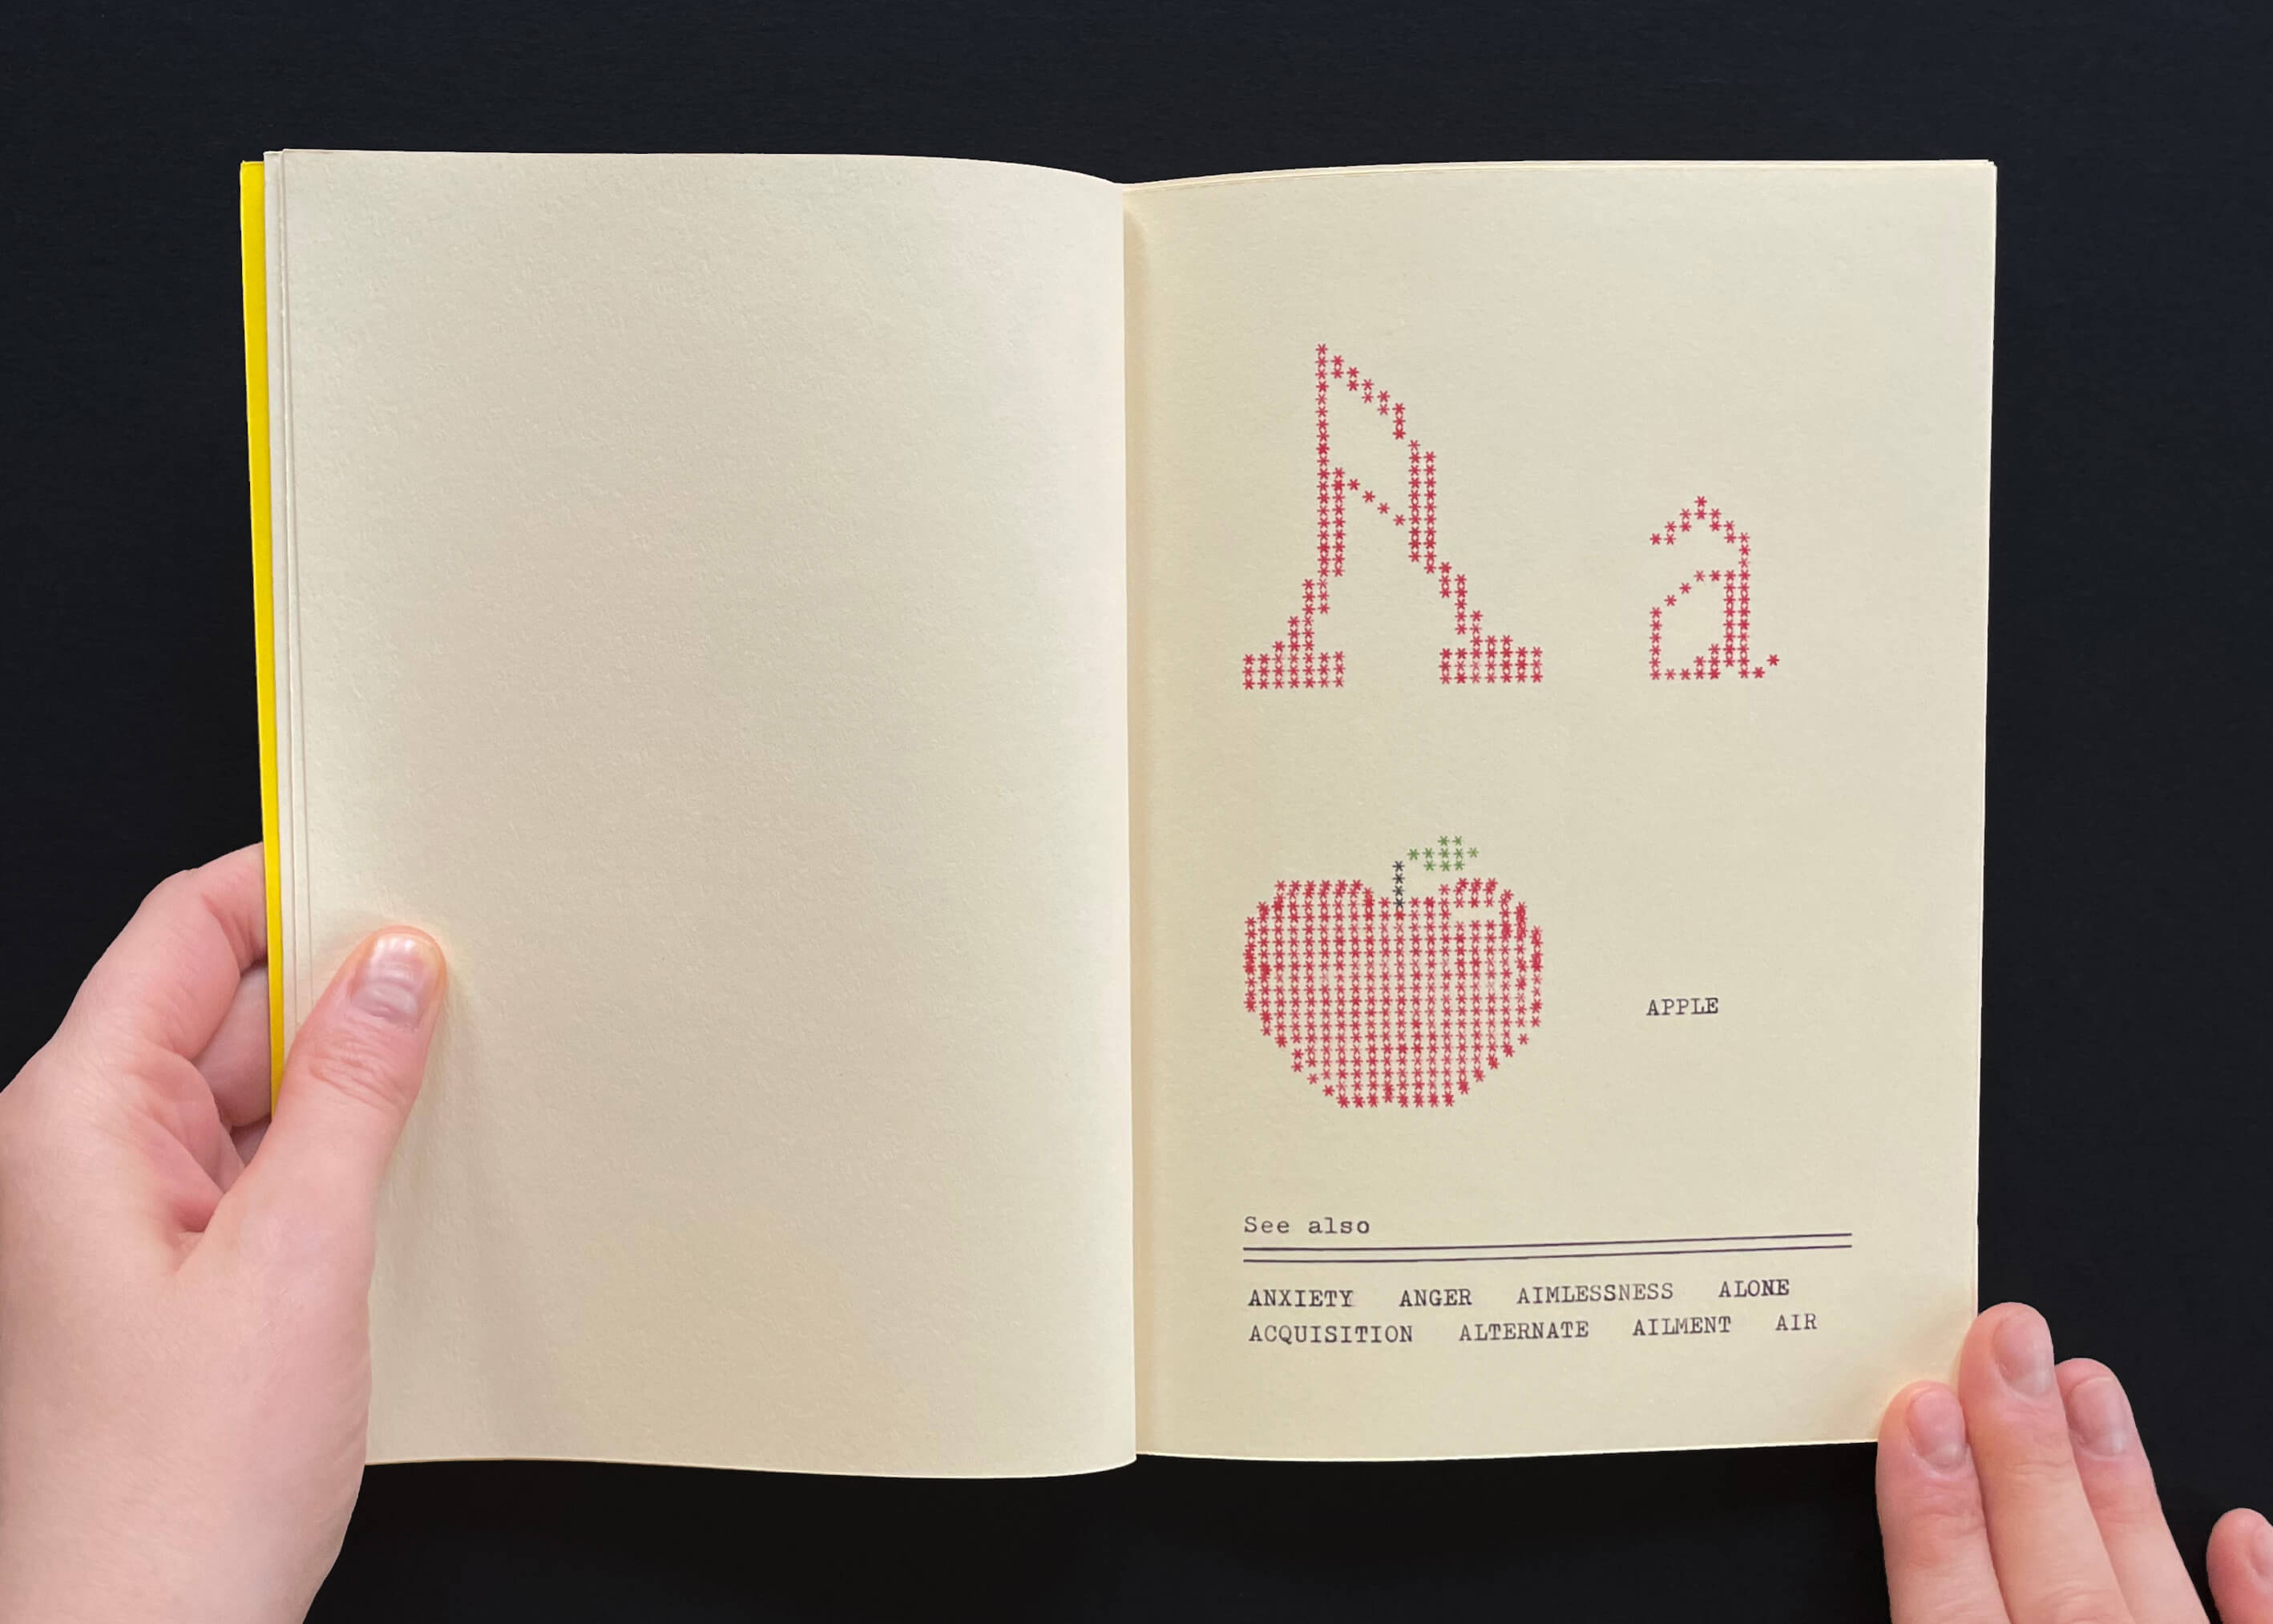 A a
APPLE
See also
ANXIETY ANGER AIMLESSNESS ALONE
ACQUISITION ALTERNATE AILMENT AIR